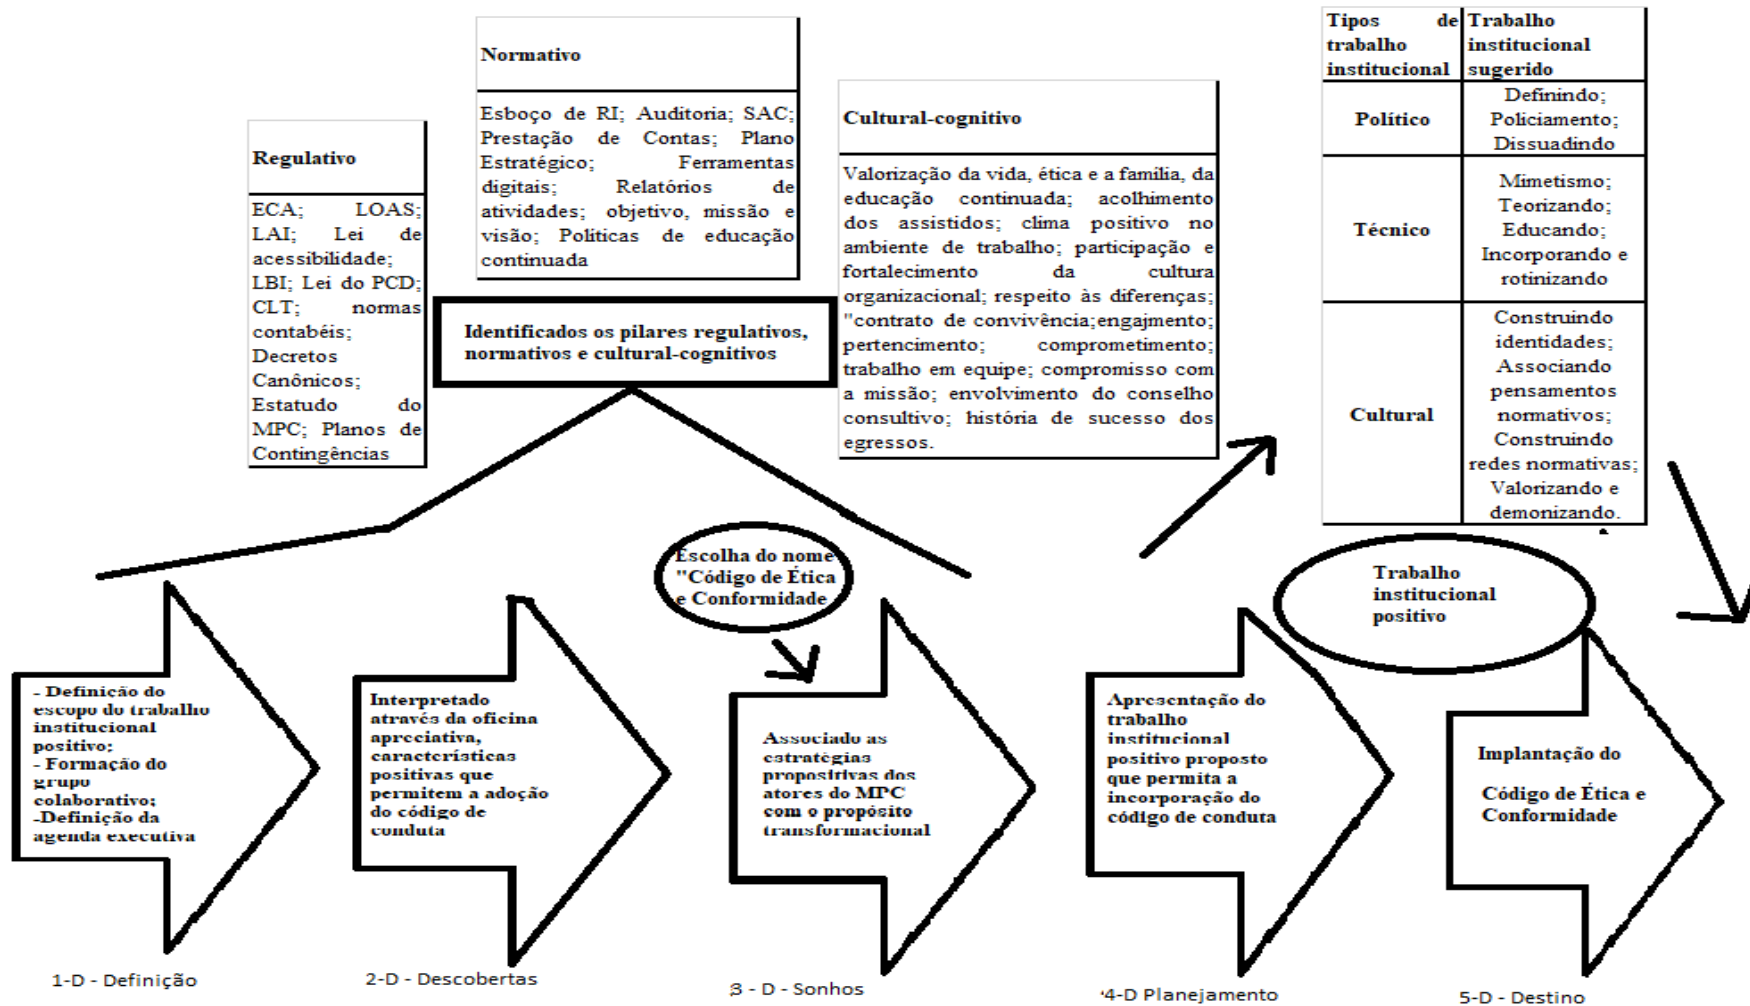 Regulativo
ECA; LOAS;
LAI; Lei de
acessibilidade;
LBI; Lei do PCD;
CLT; normas
contabéis;
Decretos
Canônicos;
Estatudo do
MPC; Planos de
Contingências
Normativo
Esboço de RI; Auditoria; SAC;
Prestação de Contas; Plano
Estratégico; Ferramentas
digitais; Relatórios de
atividades; objetivo, missão e
visão; Políticas de educação
continuada
Cultural-cognitivo
Valorização da vida, ética e a família, da
educação continuada; acolhimento
dos assistidos; clima positivo no
ambiente de trabalho; participação e
fortalecimento da cultura
organizacional; respeito às diferenças;
"contrato de convivência;engajmento;
pertencimento; comprometimento;
trabalho em equipe; compromisso com
a missão; envolvimento do conselho
consultivo; história de sucesso dos
egressos.
Tipos de
trabalho
institucional
Trabalho
institucional
sugerido
Político
Definindo;
Policiamento;
Dissuadindo
Técnico
Mimetismo;
Teorizando;
Educando;
Incorporando e
rotinizando
Cultural
Construindo
identidades;
Associando
pensamentos
normativos;
Construindo
redes normativas;
Valorizando e
demonizando.
Identificados os pilares regulativos,
normativos e cultural-cognitivos
Escolha do nome
"Código de Ética
e Conformidade
Trabalho
institucional
positivo
- Definição do
escopo do trabalho
institucional
positivo;
- Formação do
grupo
colaborativo;
-Definição da
agenda executiva
Interpretado
através da oficina
apreciativa,
características
positivas que
permitem a adoção
do código de
conduta
Associado as
estratégias
propositivas dos
atores do MPC
com o propósito
transformacional
Apresentação do
trabalho
institucional
positivo proposto
que permita a
incorporação do
código de conduta
Implantação do
Código de Ética e
Conformidade
1-D - Definição
2-D - Descobertas
3 - D - Sonhos
'4-D Planejamento
5-D - Destino